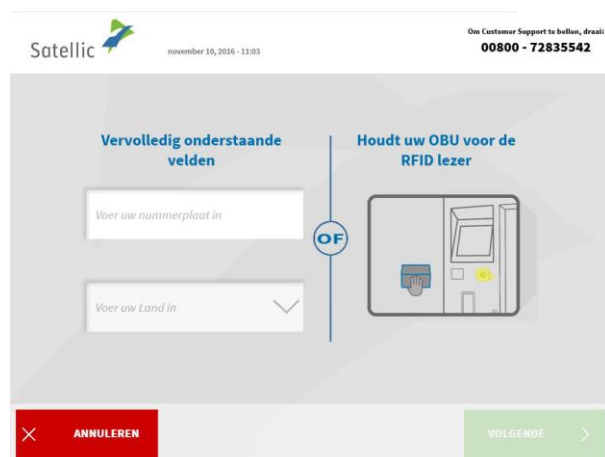 Satellic
november 10, 2016 - 11:03
Om Customer Support te bellen, draai:
00800 - 72835542
Vervolledig onderstaande
velden
Voer uw nummerplaat in
Voer uw Land in
OF
Houdt uw OBU voor de
RFID lezer
ANNULEREN
VOLGENDE